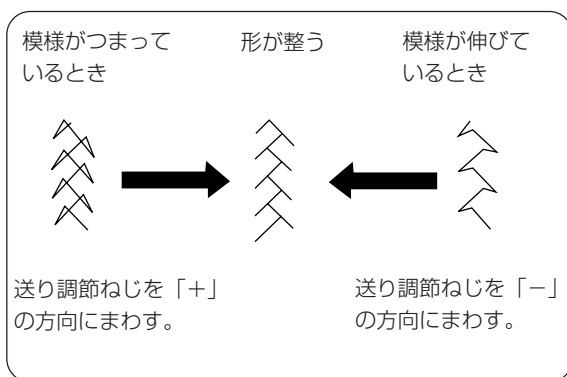 模様がつまって
いるとき
形が整う
模様が伸びて
いるとき
送り調節ねじを「＋」
の方向にまわす。
送り調節ねじを「－」
の方向にまわす。